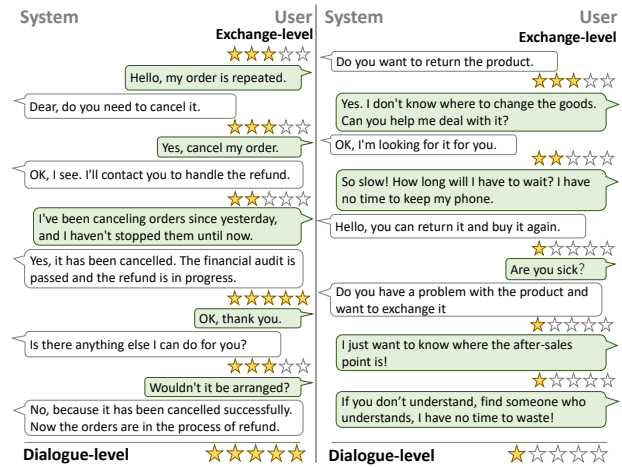 System
User
Exchange-level
Hello, my order is repeated.
Dear, do you need to cancel it.
Yes, cancel my order.
OK, I see. I'll contact you to handle the refund.
I've been canceling orders since yesterday,
and I haven't stopped them until now.
Yes, it has been cancelled. The financial audit is
passed and the refund is in progress.
OK, thank you.
Is there anything else I can do for you?
Wouldn't it be arranged?
No, because it has been cancelled successfully.
Now the orders are in the process of refund.
Dialogue-level
System
User
Exchange-level
Do you want to return the product.
Yes. I don't know where to change the goods.
Can you help me deal with it?
OK, I'm looking for it for you.
So slow! How long will I have to wait? I have
no time to keep my phone.
Hello, you can return it and buy it again.
Are you sick?
Do you have a problem with the product and
want to exchange it
I just want to know where the after-sales
point is!
If you don't understand, find someone who
understands, I have no time to waste!
Dialogue-level